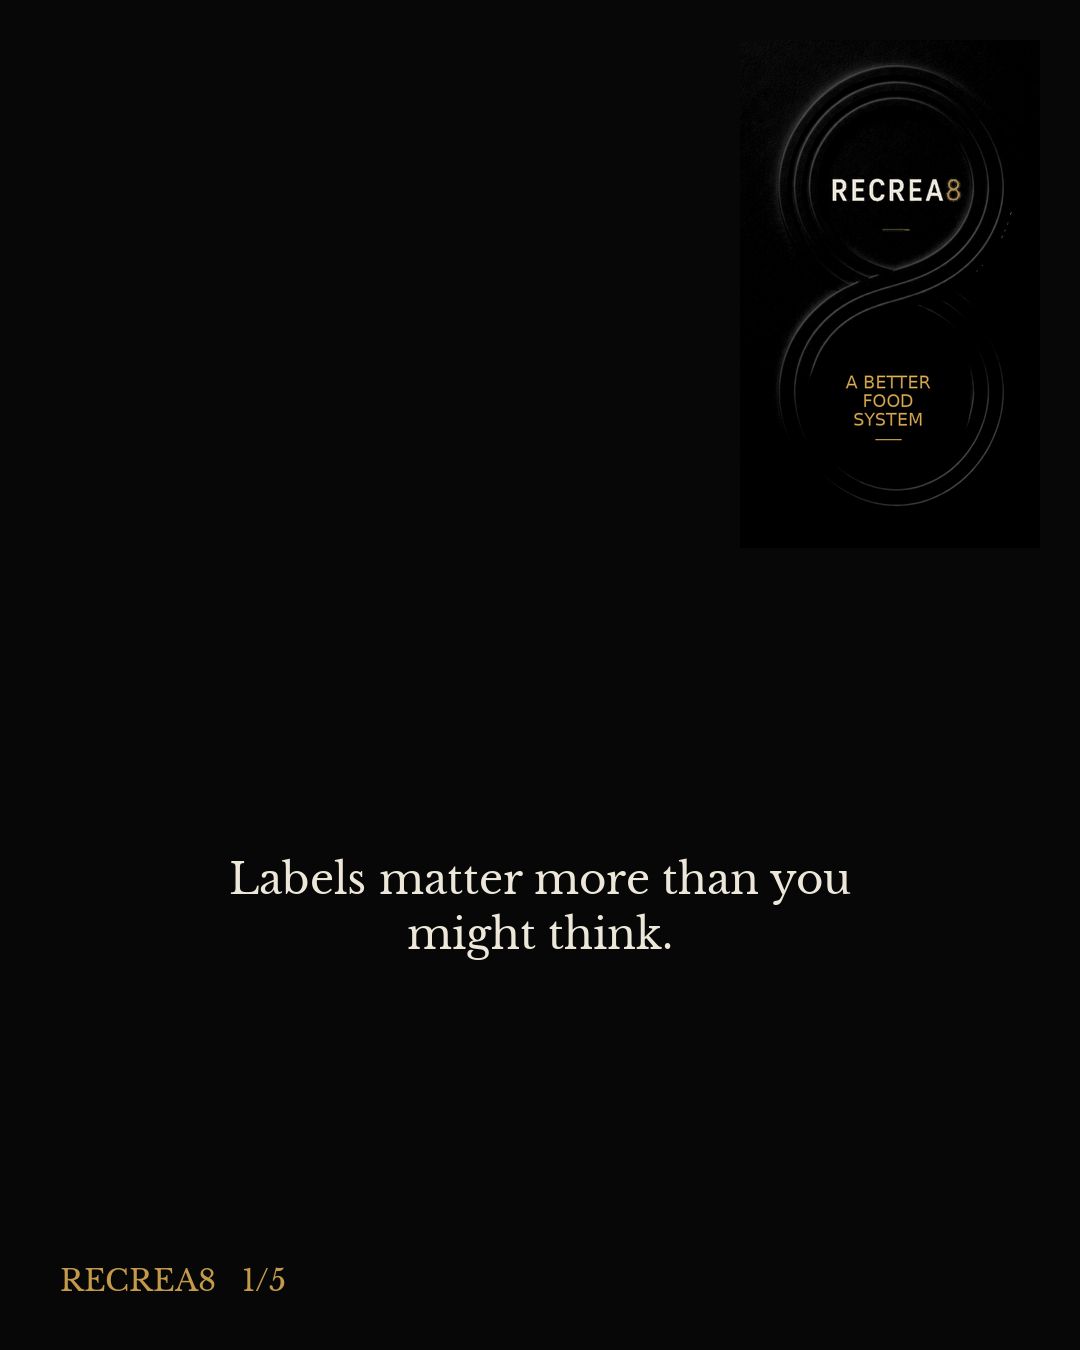 RECREA8
A BETTER
FOOD
SYSTEM
Labels matter more than you
might think.
RECREA8 1/5